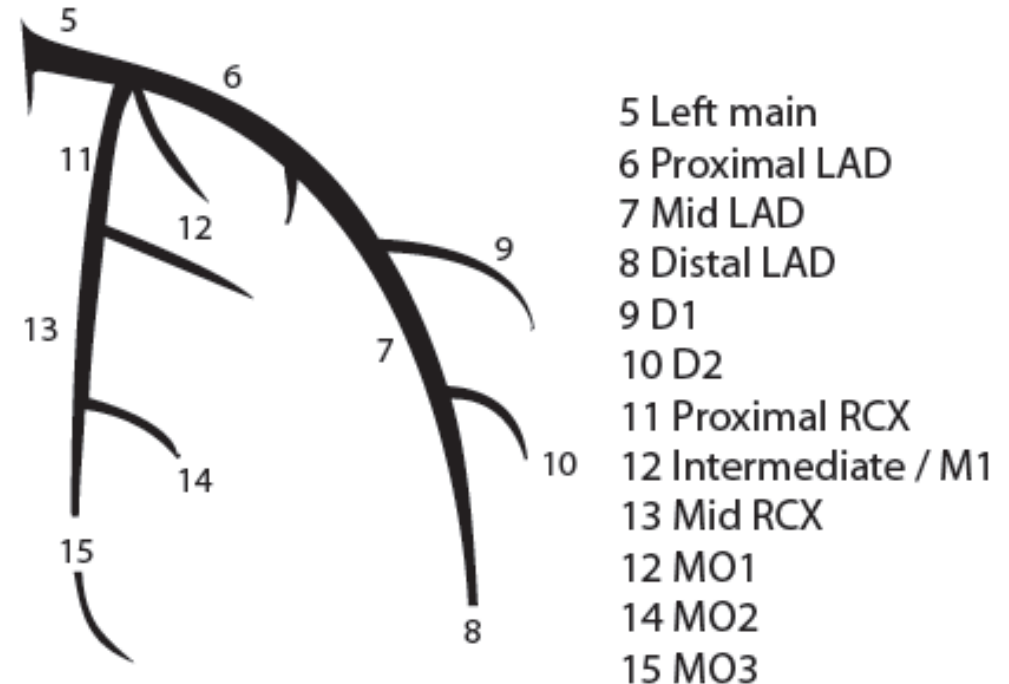 5
6
11
12
9
13
7
10
14
15
8
5 Left main
6 Proximal LAD
7 Mid LAD
8 Distal LAD
9 D1
10 D2
11 Proximal RCX
12 Intermediate / M1
13 Mid RCX
12 MO1
14 MO2
15 MO3